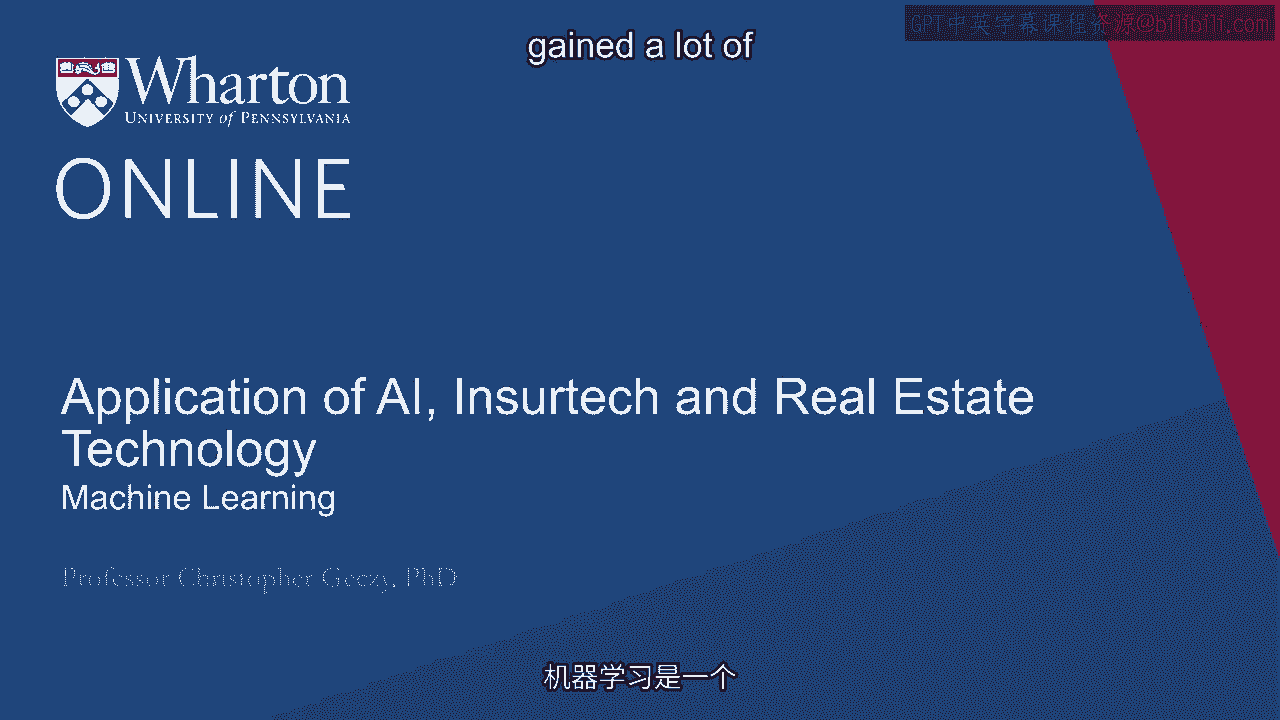 gained a lot of
GPT中英字幕课程资源@bilibili.com
Wharton
UNIVERSITY of PENNSYLVANIA
ONLINE
Application of AI, Insurtech and Real Estate
Technology
Machine Learning
Professor Christopher Geczy, PhD
机器学习是一个